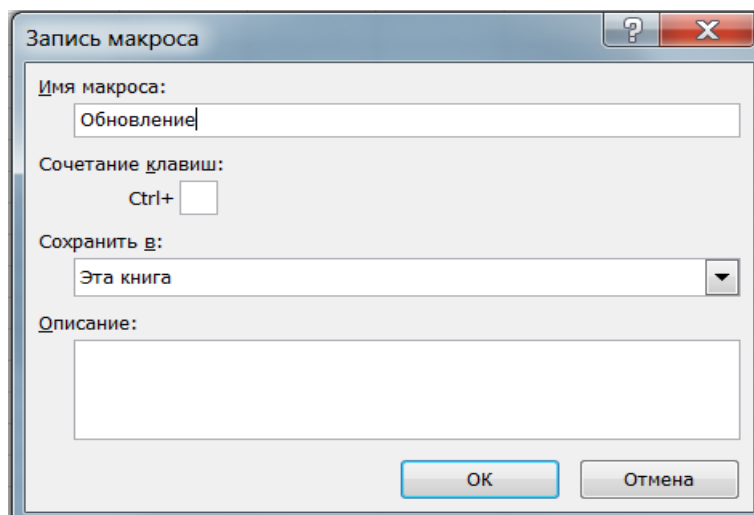 Запись макроса
Имя макроса:
Обновление
Сочетание клавиш:
Ctrl+
Сохранить в:
Эта книга
Описание:
ОК Отмена